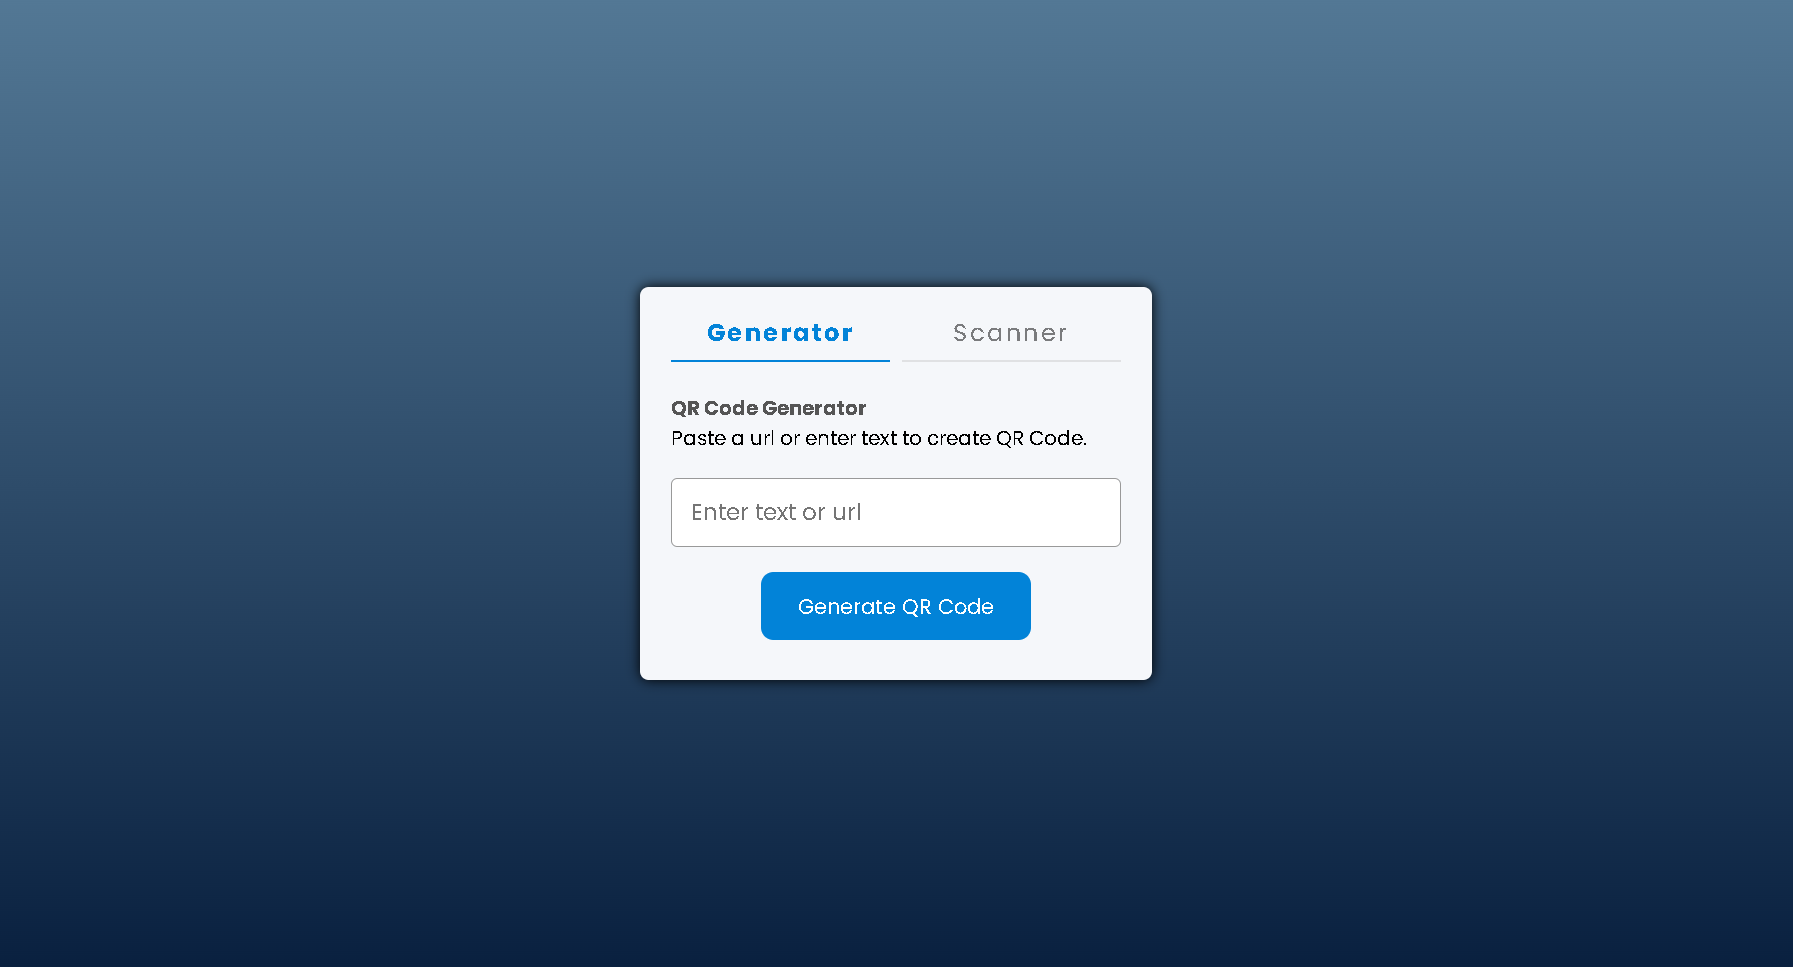 Generator
Scanner
QR Code Generator
Paste a url or enter text to create QR Code.
Enter text or url
Generate QR Code